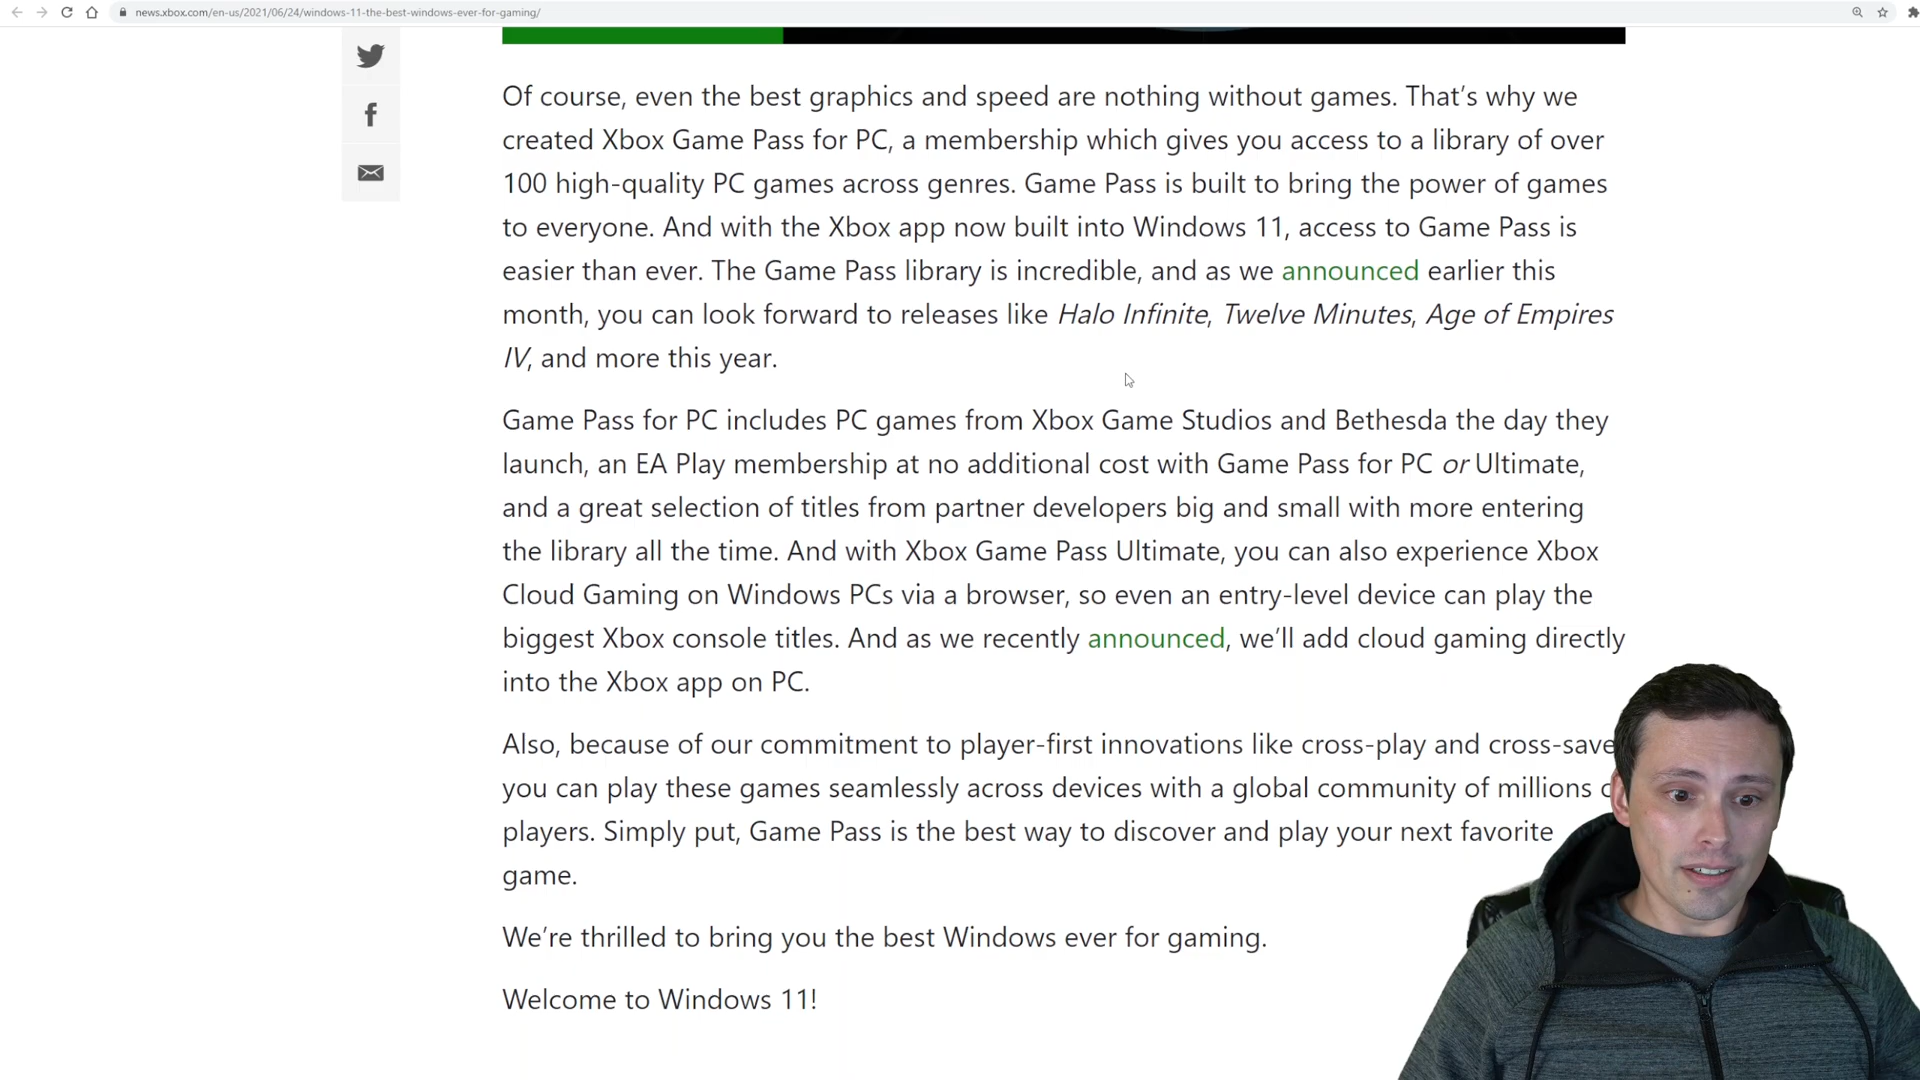 news.xbox.com/en-us/2021/06/24/windows-11-the-best-windows-ever-for-gaming/
Of course, even the best graphics and speed are nothing without games. That’s why we
created Xbox Game Pass for PC, a membership which gives you access to a library of over
100 high-quality PC games across genres. Game Pass is built to bring the power of games
to everyone. And with the Xbox app now built into Windows 11, access to Game Pass is
easier than ever. The Game Pass library is incredible, and as we announced earlier this
month, you can look forward to releases like Halo Infinite, Twelve Minutes, Age of Empires
IV, and more this year.
Game Pass for PC includes PC games from Xbox Game Studios and Bethesda the day they
launch, an EA Play membership at no additional cost with Game Pass for PC or Ultimate,
and a great selection of titles from partner developers big and small with more entering
the library all the time. And with Xbox Game Pass Ultimate, you can also experience Xbox
Cloud Gaming on Windows PCs via a browser, so even an entry-level device can play the
biggest Xbox console titles. And as we recently announced, we’ll add cloud gaming directly
into the Xbox app on PC.
Also, because of our commitment to player-first innovations like cross-play and cross-save
you can play these games seamlessly across devices with a global community of millions
players. Simply put, Game Pass is the best way to discover and play your next favorite
game.
We’re thrilled to bring you the best Windows ever for gaming.
Welcome to Windows 11!